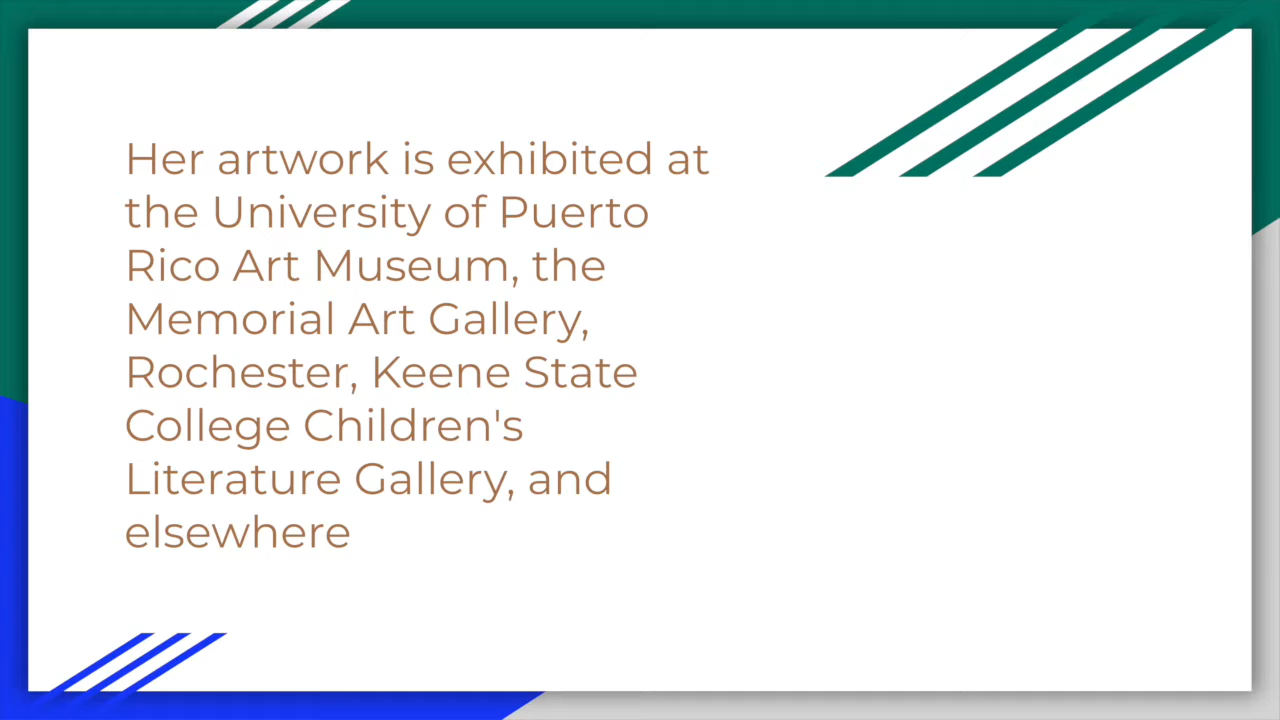 Her artwork is exhibited at
the University of Puerto
Rico Art Museum, the
Memorial Art Gallery,
Rochester, Keene State
College Children's
Literature Gallery, and
elsewhere